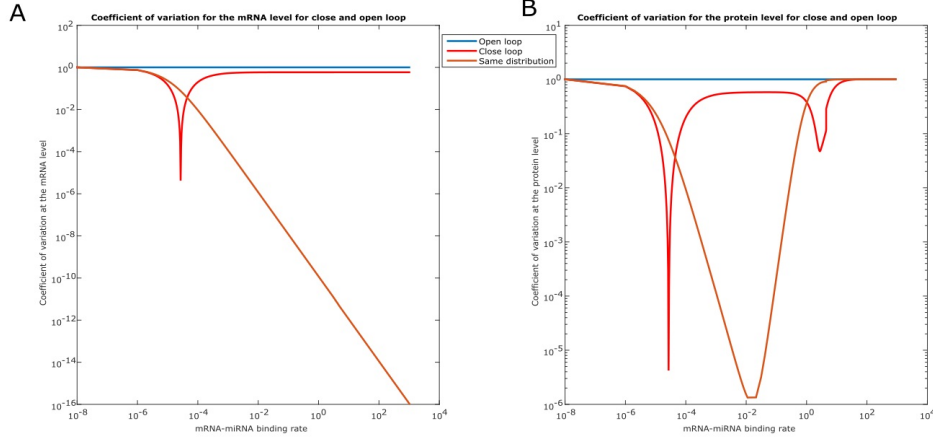 A
Coefficient of variation for the mRNA level for close and open loop
10^2
10^0
10^-2
10^-4
10^-6
10^-8
10^-10
10^-12
10^-14
10^-16
Coefficient of variation at the mRNA level
10^-8
10^-6
10^-4
10^-2
10^0
10^2
10^4
mRNA-miRNA binding rate
Open loop
Close loop
Same distribution
B
Coefficient of variation for the protein level for close and open loop
10^1
10^0
10^-1
10^-2
10^-3
10^-4
10^-5
10^-6
Coefficient of variation at the protein level
10^-8
10^-6
10^-4
10^-2
10^0
10^2
10^4
mRNA-miRNA binding rate